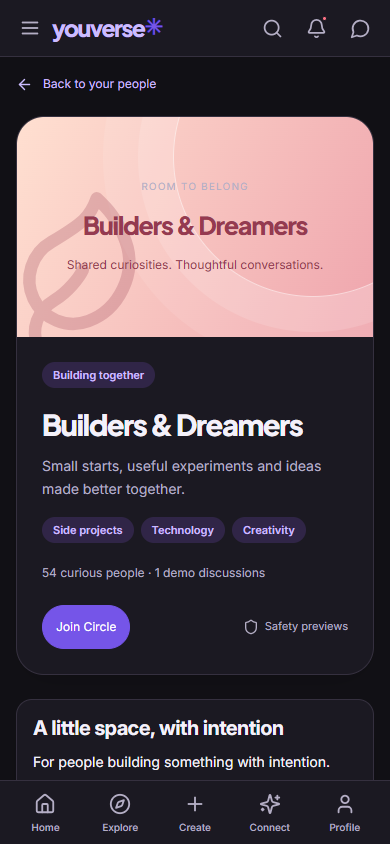 youverse
Back to your people
ROOM TO BELONG
Builders & Dreamers
Shared curiosities. Thoughtful conversations.
Building together
Builders & Dreamers
Small starts, useful experiments and ideas
made better together.
Side projects Technology Creativity
54 curious people · 1 demo discussions
Join Circle Safety previews
A little space, with intention
For people building something with intention.
Home Explore Create Connect Profile